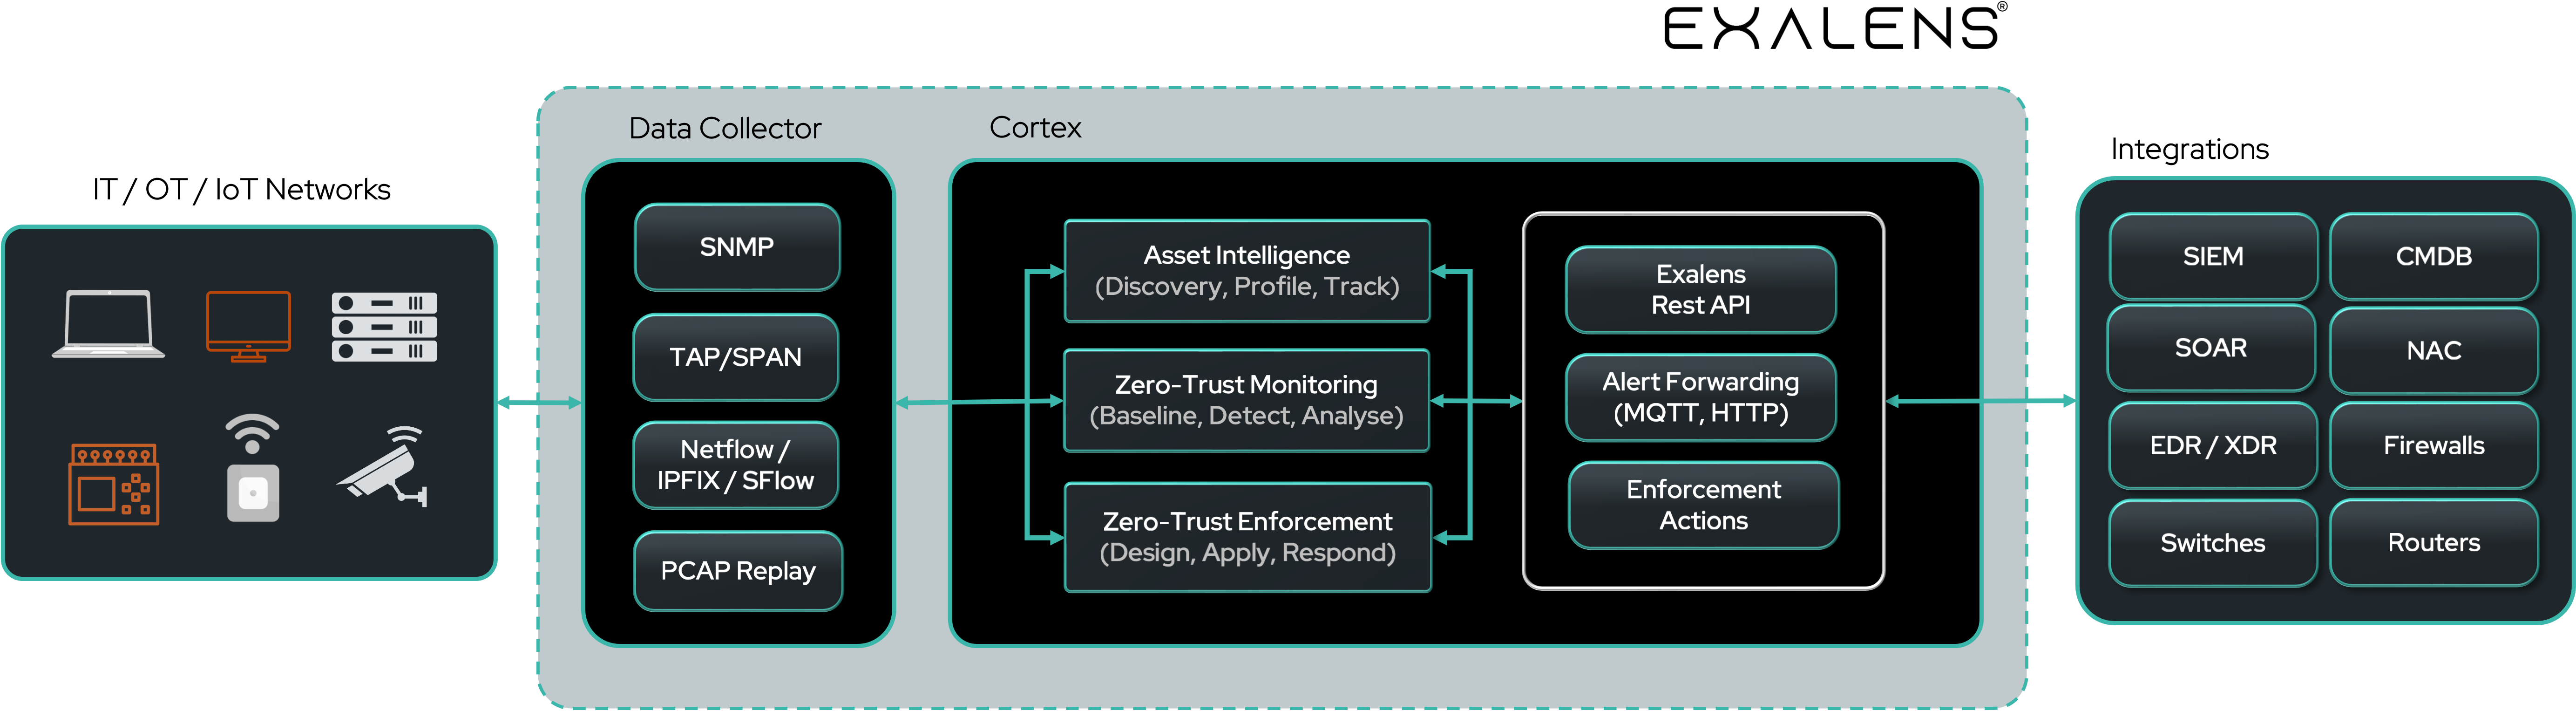 EXALENS®
IT / OT / IoT Networks
Data Collector
SNMP
TAP/SPAN
Netflow /
IPFIX / SFlow
PCAP Replay
Cortex
Asset Intelligence
(Discovery, Profile, Track)
Zero-Trust Monitoring
(Baseline, Detect, Analyse)
Zero-Trust Enforcement
(Design, Apply, Respond)
Exalens
Rest API
Alert Forwarding
(MQTT, HTTP)
Enforcement
Actions
Integrations
SIEM
CMDB
SOAR
NAC
EDR / XDR
Firewalls
Switches
Routers